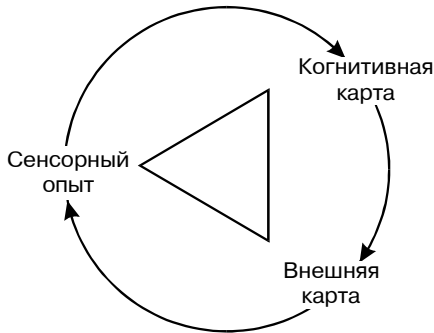 Когнитивная
карта
Сенсорный
опыт
Внешняя
карта